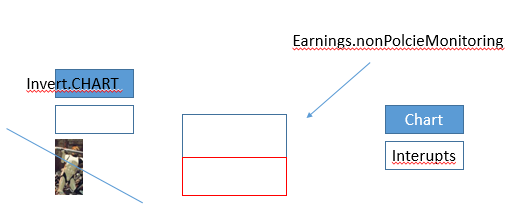 Earnings.nonPolcieMonitoring
Invert.CHART
Chart
Interupts